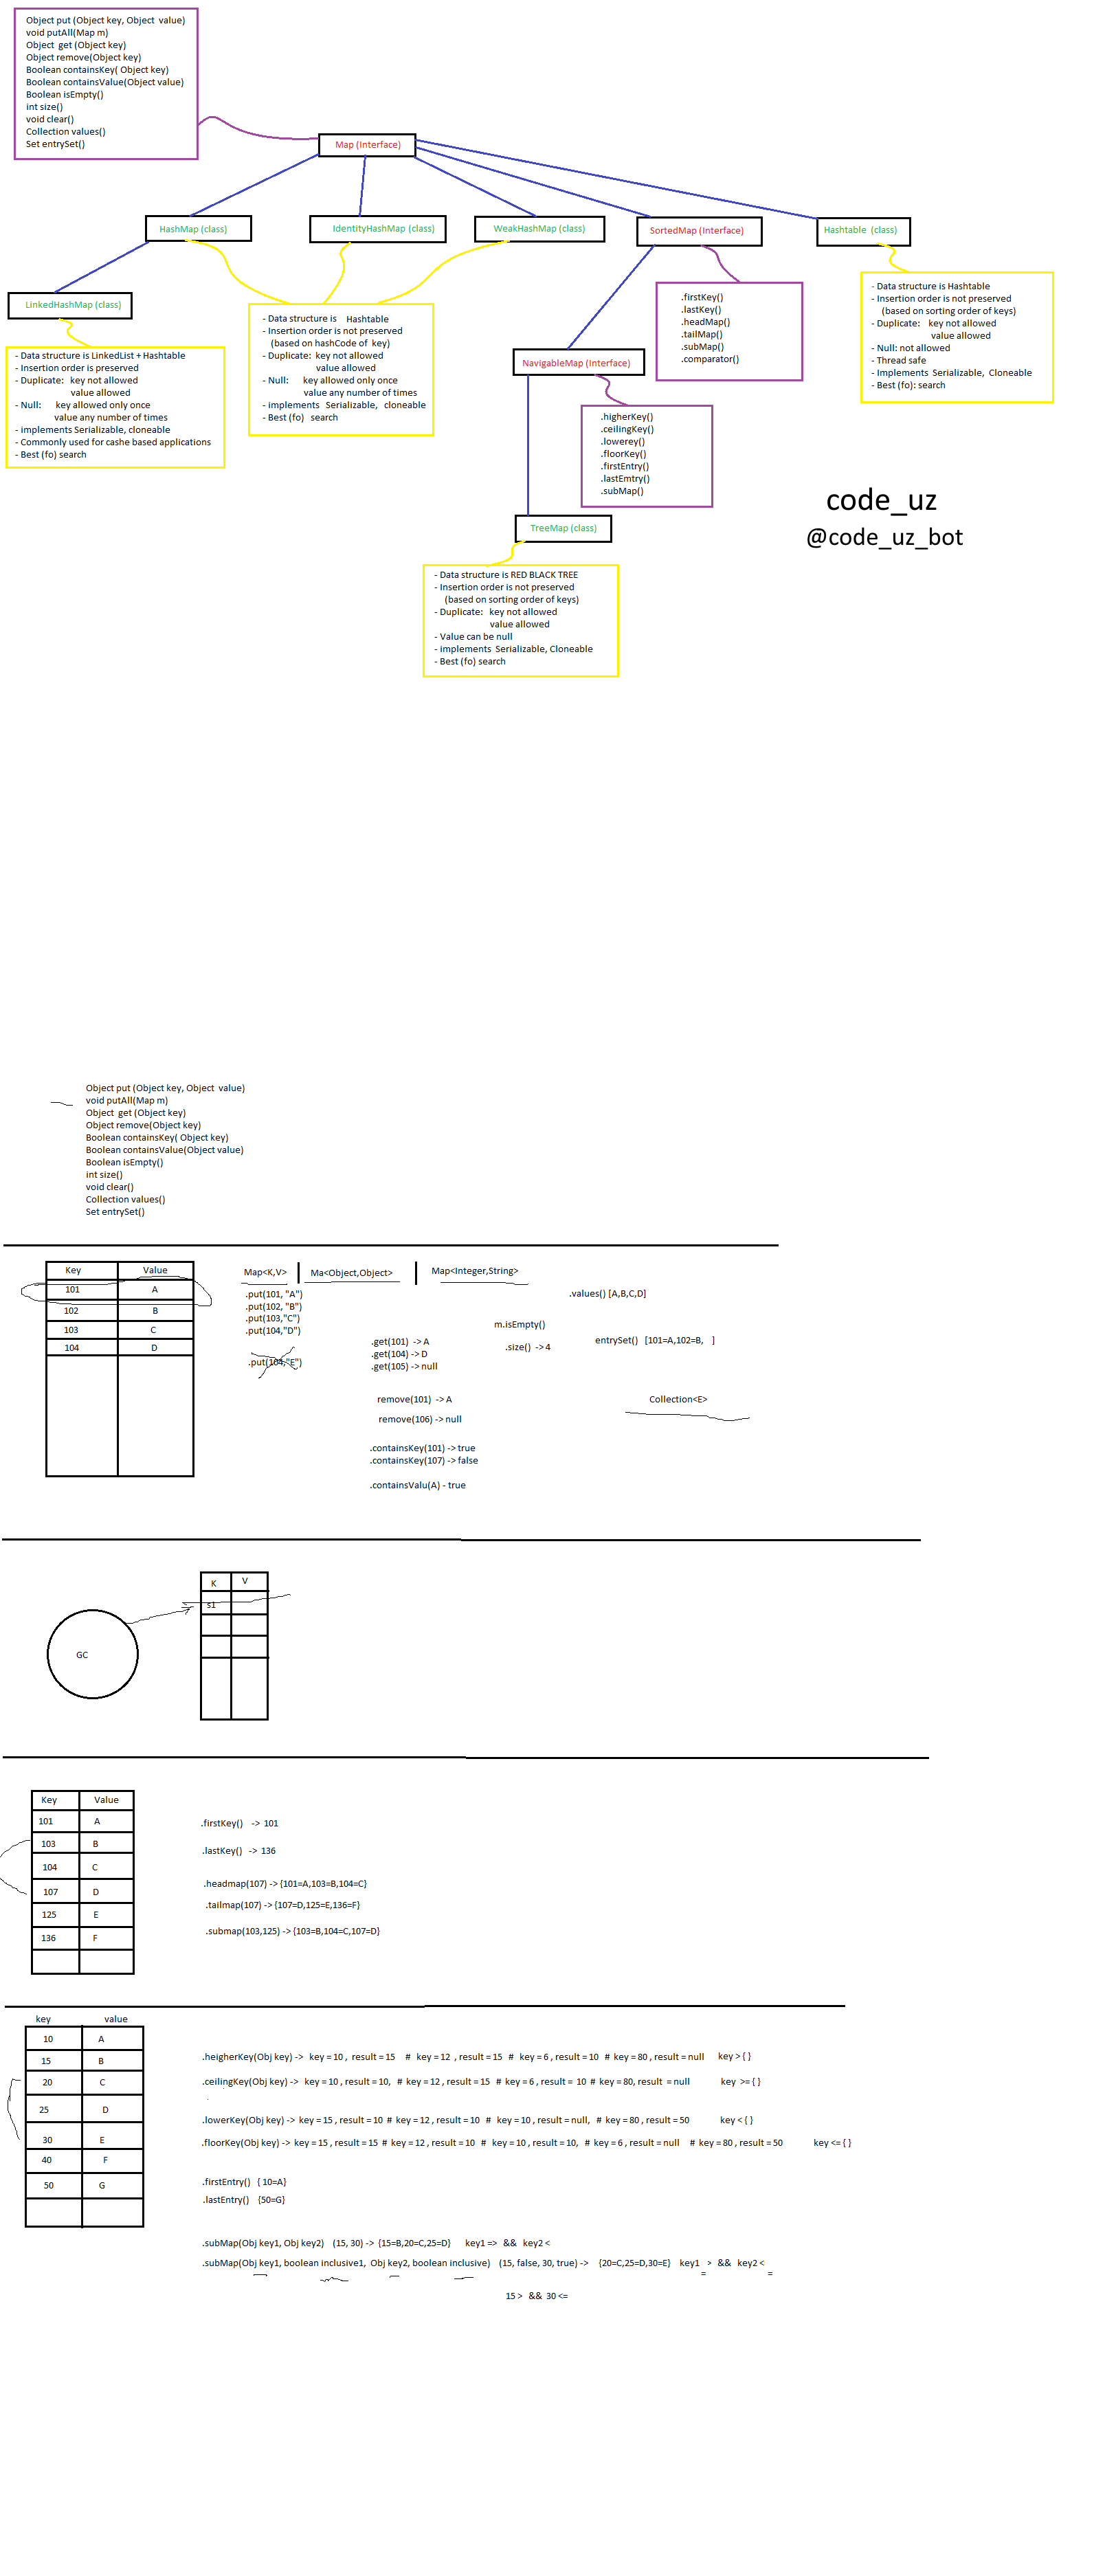 Object put (Object key, Object  value)
void putAll(Map m)
Object  get (Object key)
Object remove(Object key)
Boolean containsKey( Object key)
Boolean containsValue(Object value)
Boolean isEmpty()
int size()
void clear()
Collection values()
Set entrySet()
Map (Interface)
HashMap (class)
IdentityHashMap (class)
WeakHashMap (class)
SortedMap (Interface)
Hashtable  (class)
LinkedHashMap (class)
- Data structure is LinkedList + Hashtable
- Insertion order is preserved
- Duplicate:   key not allowed
value allowed
- Null:      key allowed only once
value any number of times
- implements Serializable, cloneable
- Commonly used for cashe based applications
- Best (fo) search
- Data structure is    Hashtable
- Insertion order is not preserved
(based on hashCode of  key)
- Duplicate:  key not allowed
value allowed
- Null:      key allowed only once
value any number of times
- implements  Serializable,  cloneable
- Best (fo)  search
.firstKey()
.lastKey()
.headMap()
.tailMap()
.subMap()
.comparator()
- Data structure is Hashtable
- Insertion order is not preserved
(based on sorting order of keys)
- Duplicate:   key not allowed
value allowed
- Null: not allowed
- Thread safe
- Implements  Serializable,  Cloneable
- Best (fo): search
NavigableMap (Interface)
.higherKey()
.ceilingKey()
.lowerey()
.floorKey()
.firstEntry()
.lastEmtry()
.subMap()
code_uz
@code_uz_bot
TreeMap (class)
- Data structure is RED BLACK TREE
- Insertion order is not preserved
(based on sorting order of keys)
- Duplicate:  key not allowed
value allowed
- Value can be null
- implements  Serializable, Cloneable
- Best (fo) search
Object put (Object key, Object  value)
void putAll(Map m)
Object  get (Object key)
Object remove(Object key)
Boolean containsKey( Object key)
Boolean containsValue(Object value)
Boolean isEmpty()
int size()
void clear()
Collection values()
Set entrySet()
Key Value
101 A
102 B
103 C
104 D
Map<K,V> Ma<Object,Object> Map<Integer,String>
.put(101, "A")
.put(102, "B")
.put(103,"C")
.put(104,"D")
.put(104,"E")
.get(101)  -> A
.get(104) -> D
.get(105) -> null
remove(101)  -> A
remove(106) -> null
.containsKey(101) -> true
.containsKey(107) -> false
.containsValu(A) - true
m.isEmpty()
.size()  -> 4
.values() [A,B,C,D]
entrySet()   [101=A,102=B,   ]
Collection<E>
GC
K V
s1
Key Value
101 A
103 B
104 C
107 D
125 E
136 F
.firstKey()   -> 101
.lastKey()   -> 136
.headmap(107) -> {101=A,103=B,104=C}
.tailmap(107) -> {107=D,125=E,136=F}
.submap(103,125) -> {103=B,104=C,107=D}
key value
10 A
15 B
20 C
25 D
30 E
40 F
50 G
.heigherKey(Obj key) ->  key = 10 ,  result = 15    #  key = 12  , result = 15  #  key = 6 , result = 10  # key = 80 , result = null     key > { }
.ceilingKey(Obj key) ->  key = 10 , result = 10,   #  key = 12 , result = 15  #  key = 6 , result =  10  # key = 80, result  = null     key  >= { }
.lowerKey(Obj key) -> key = 15 , result = 10 # key = 12 , result = 10  #  key = 10 , result = null,   # key = 80 , result = 50     key < { }
.floorKey(Obj key) -> key = 15 , result = 15 # key = 12 , result = 10  #  key = 10 , result = 10,   # key = 6 , result = null    # key = 80 , result = 50     key <= { }
.firstEntry()   { 10=A}
.lastEntry()    {50=G}
.subMap(Obj key1, Obj key2)    (15, 30) -> {15=B,20=C,25=D}     key1 =>  &&  key2 <
.subMap(Obj key1, boolean inclusive1,  Obj key2, boolean inclusive)   (15, false, 30, true) ->    {20=C,25=D,30=E}    key1   >  &&  key2 <
= =
15 >  &&  30 <=